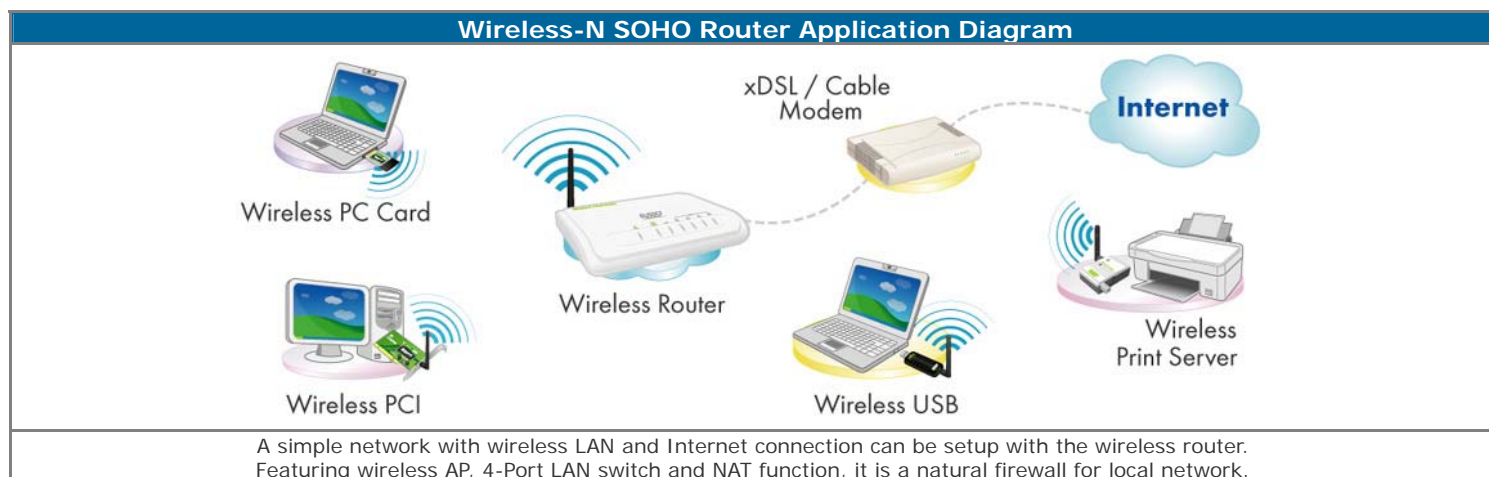 Wireless-N SOHO Router Application Diagram
xDSL / Cable
Modem
Internet
Wireless PC Card
Wireless Router
Wireless
Print Server
Wireless PCI
Wireless USB
A simple network with wireless LAN and Internet connection can be setup with the wireless router.
Featuring wireless AP, 4-Port LAN switch and NAT function, it is a natural firewall for local network.